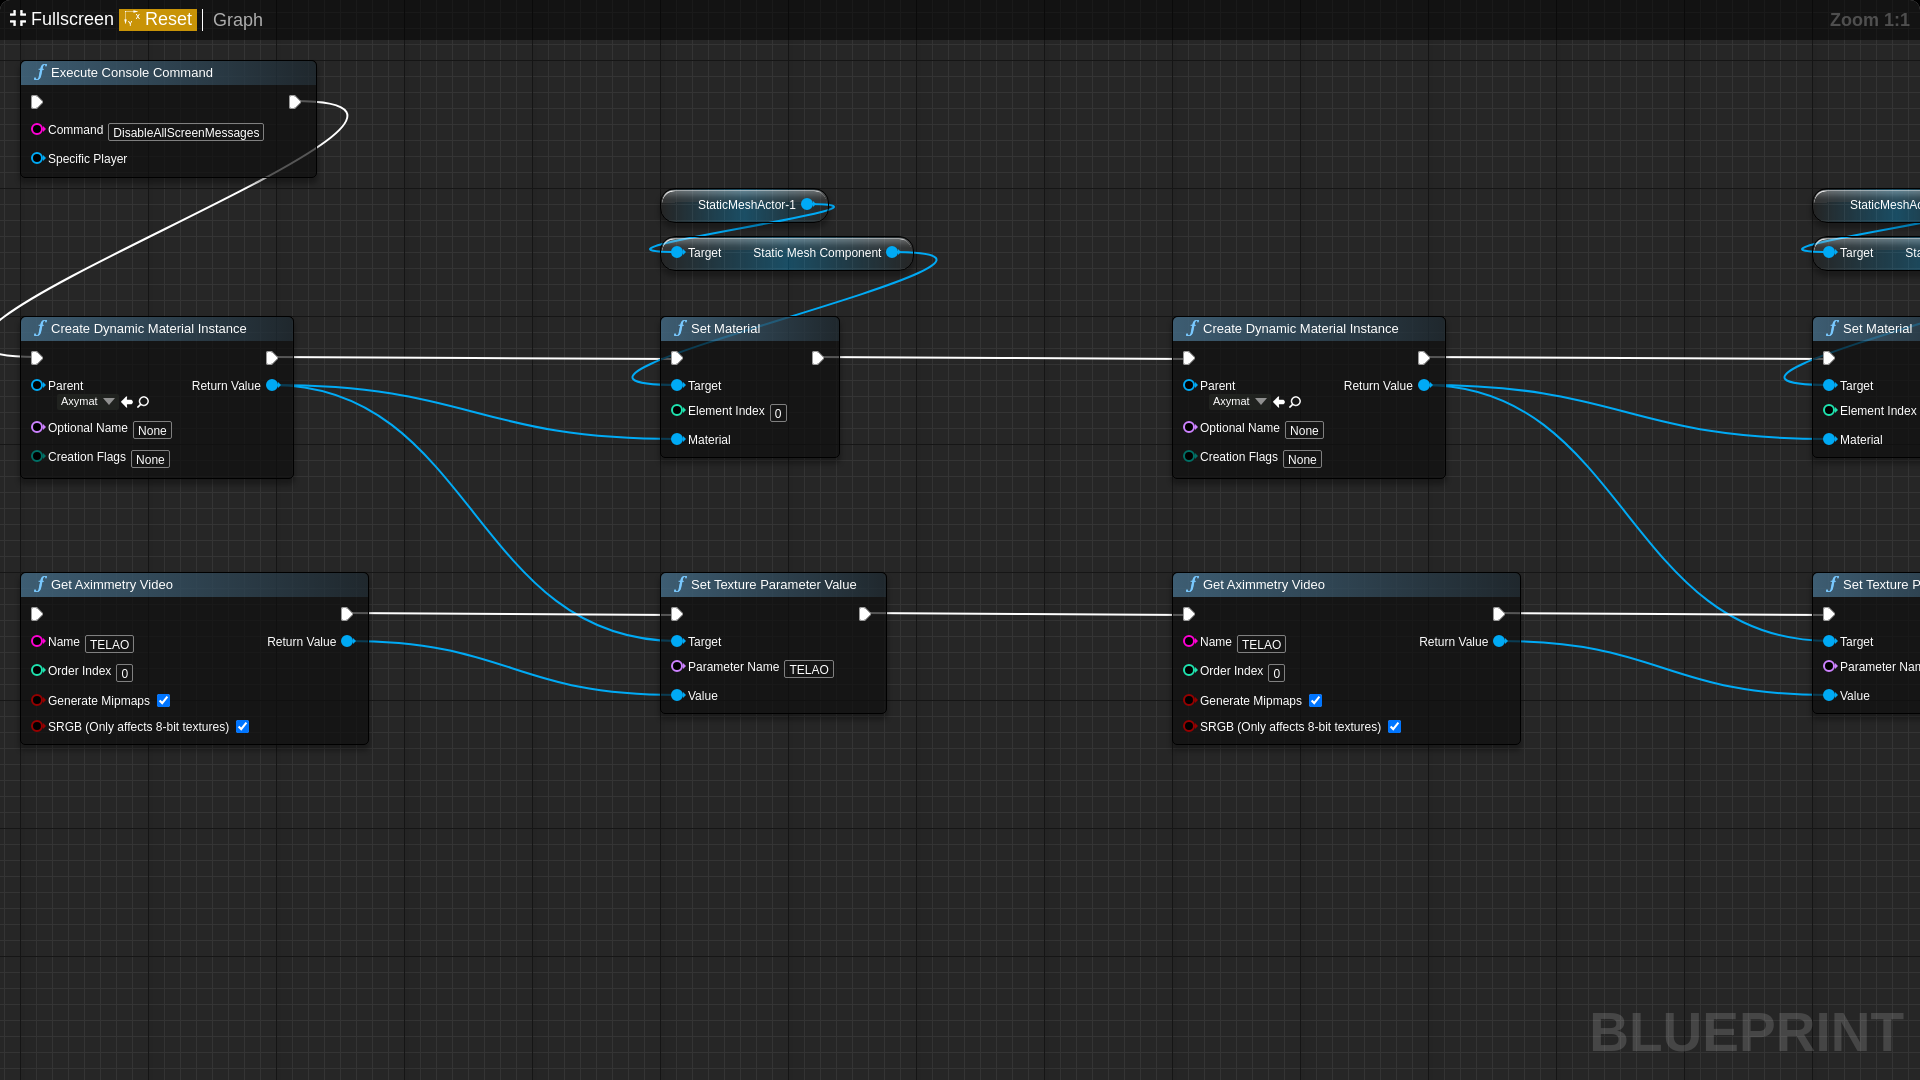 Fullscreen Reset Graph Zoom 1:1
Execute Console Command
Command DisableAllScreenMessages
Specific Player
StaticMeshActor-1
Target Static Mesh Component
StaticMeshAc
Target Sta
Create Dynamic Material Instance
Parent Return Value
Axymat
Optional Name None
Creation Flags None
Set Material
Target
Element Index 0
Material
Create Dynamic Material Instance
Parent Return Value
Axymat
Optional Name None
Creation Flags None
Set Material
Target
Element Index
Material
Get Aximmetry Video
Name TELAO Return Value
Order Index 0
Generate Mipmaps
SRGB (Only affects 8-bit textures)
Set Texture Parameter Value
Target
Parameter Name TELAO
Value
Get Aximmetry Video
Name TELAO Return Value
Order Index 0
Generate Mipmaps
SRGB (Only affects 8-bit textures)
Set Texture P
Target
Parameter Nam
Value
BLUEPRINT